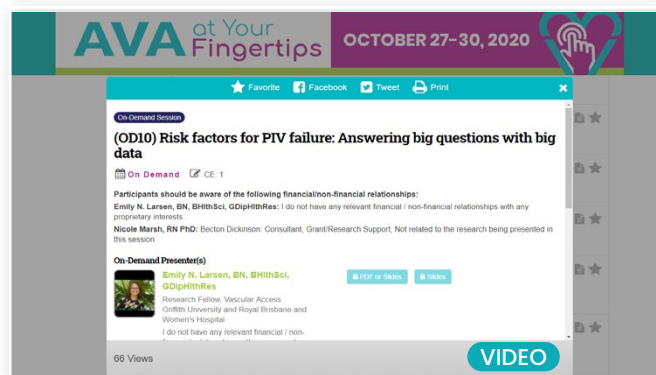 AVA at Your Fingertips
OCTOBER 27-30, 2020
Favorite Facebook Tweet Print ×
On-Demand Session
(OD10) Risk factors for PIV failure: Answering big questions with big
data
On Demand CE: 1
Participants should be aware of the following financial/non-financial relationships:
Emily N. Larsen, BN, BHlthSci, GDipHlthRes: I do not have any relevant financial / non-financial relationships with any
proprietary interests.
Nicole Marsh, RN PhD: Becton Dickinson: Consultant, Grant/Research Support, Not related to the research being presented in
this session
On-Demand Presenter(s)
Emily N. Larsen, BN, BHlthSci,
GDipHlthRes
PDF or Slides Slides
Research Fellow, Vascular Access
Griffith University and Royal Brisbane and
Women's Hospital
I do not have any relevant financial / non-
66 Views
VIDEO